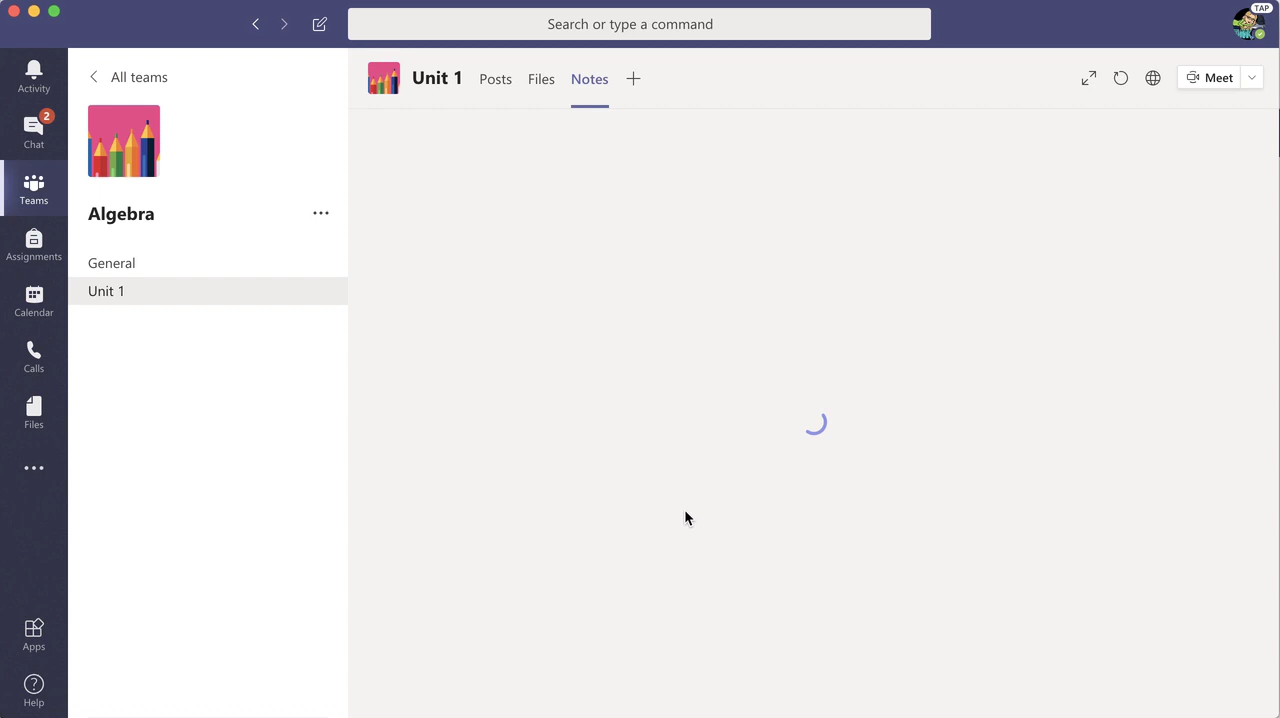 Search or type a command
TAP
Activity
2
Chat
Teams
Assignments
Calendar
Calls
Files
Apps
Help
All teams
Algebra
General
Unit 1
Unit 1 Posts Files Notes
Meet